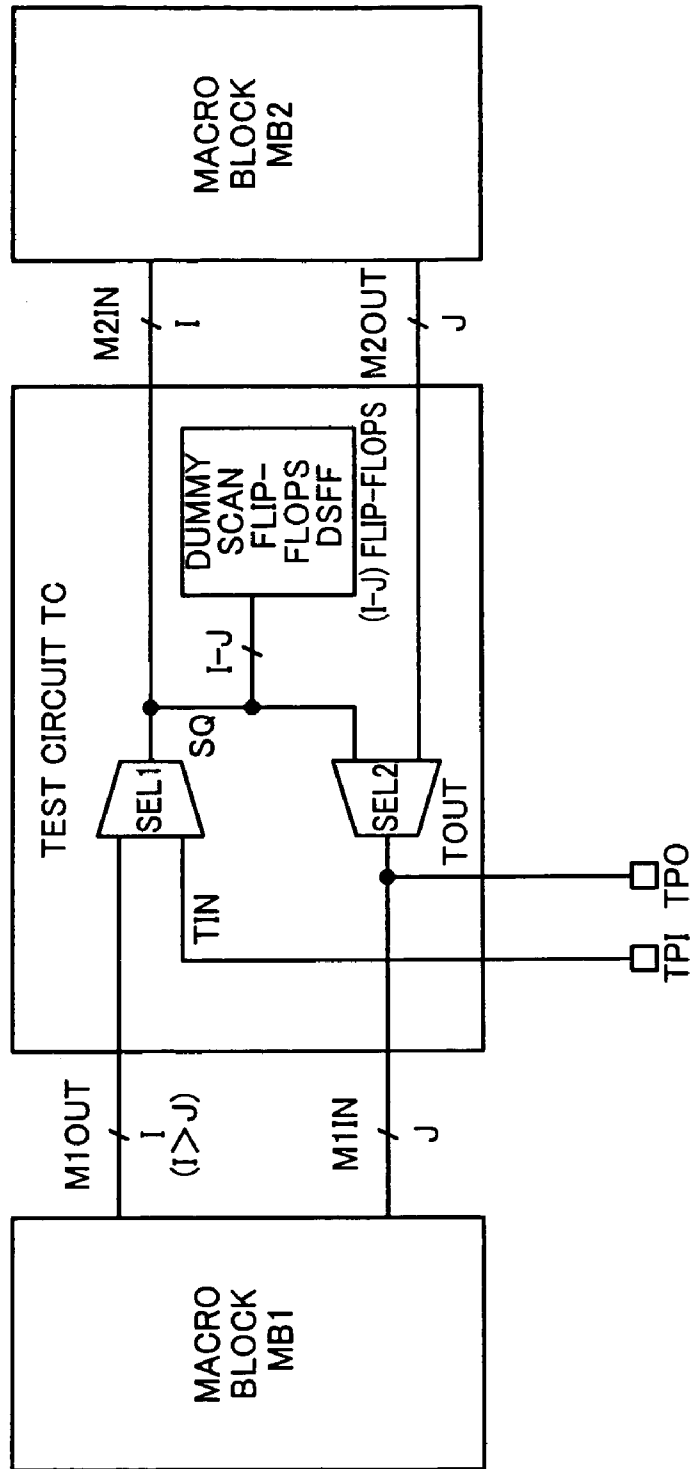 MACRO
BLOCK
MB1
M1OUT
I
(I>J)
M1IN
J
TEST CIRCUIT TC
SEL1
TIN
SQ
I-J
DUMMY
SCAN
FLIP-
FLOPS
DSFF
(I-J) FLIP-FLOPS
SEL2
TOUT
TPI
TPO
M2IN
I
M2OUT
J
MACRO
BLOCK
MB2